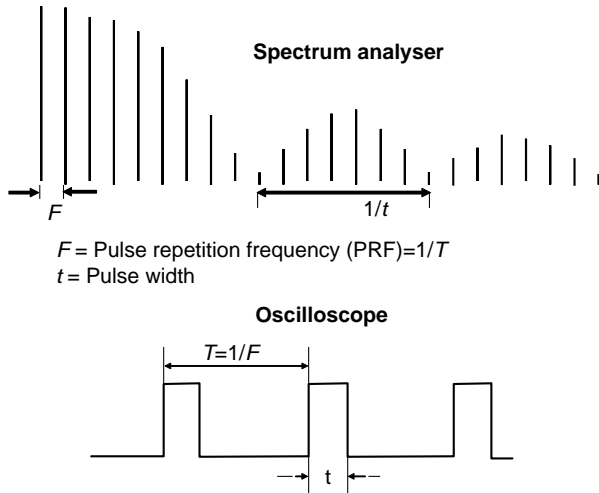 Spectrum analyser
F
1/t
F = Pulse repetition frequency (PRF)=1/T
t = Pulse width
Oscilloscope
T=1/F
t